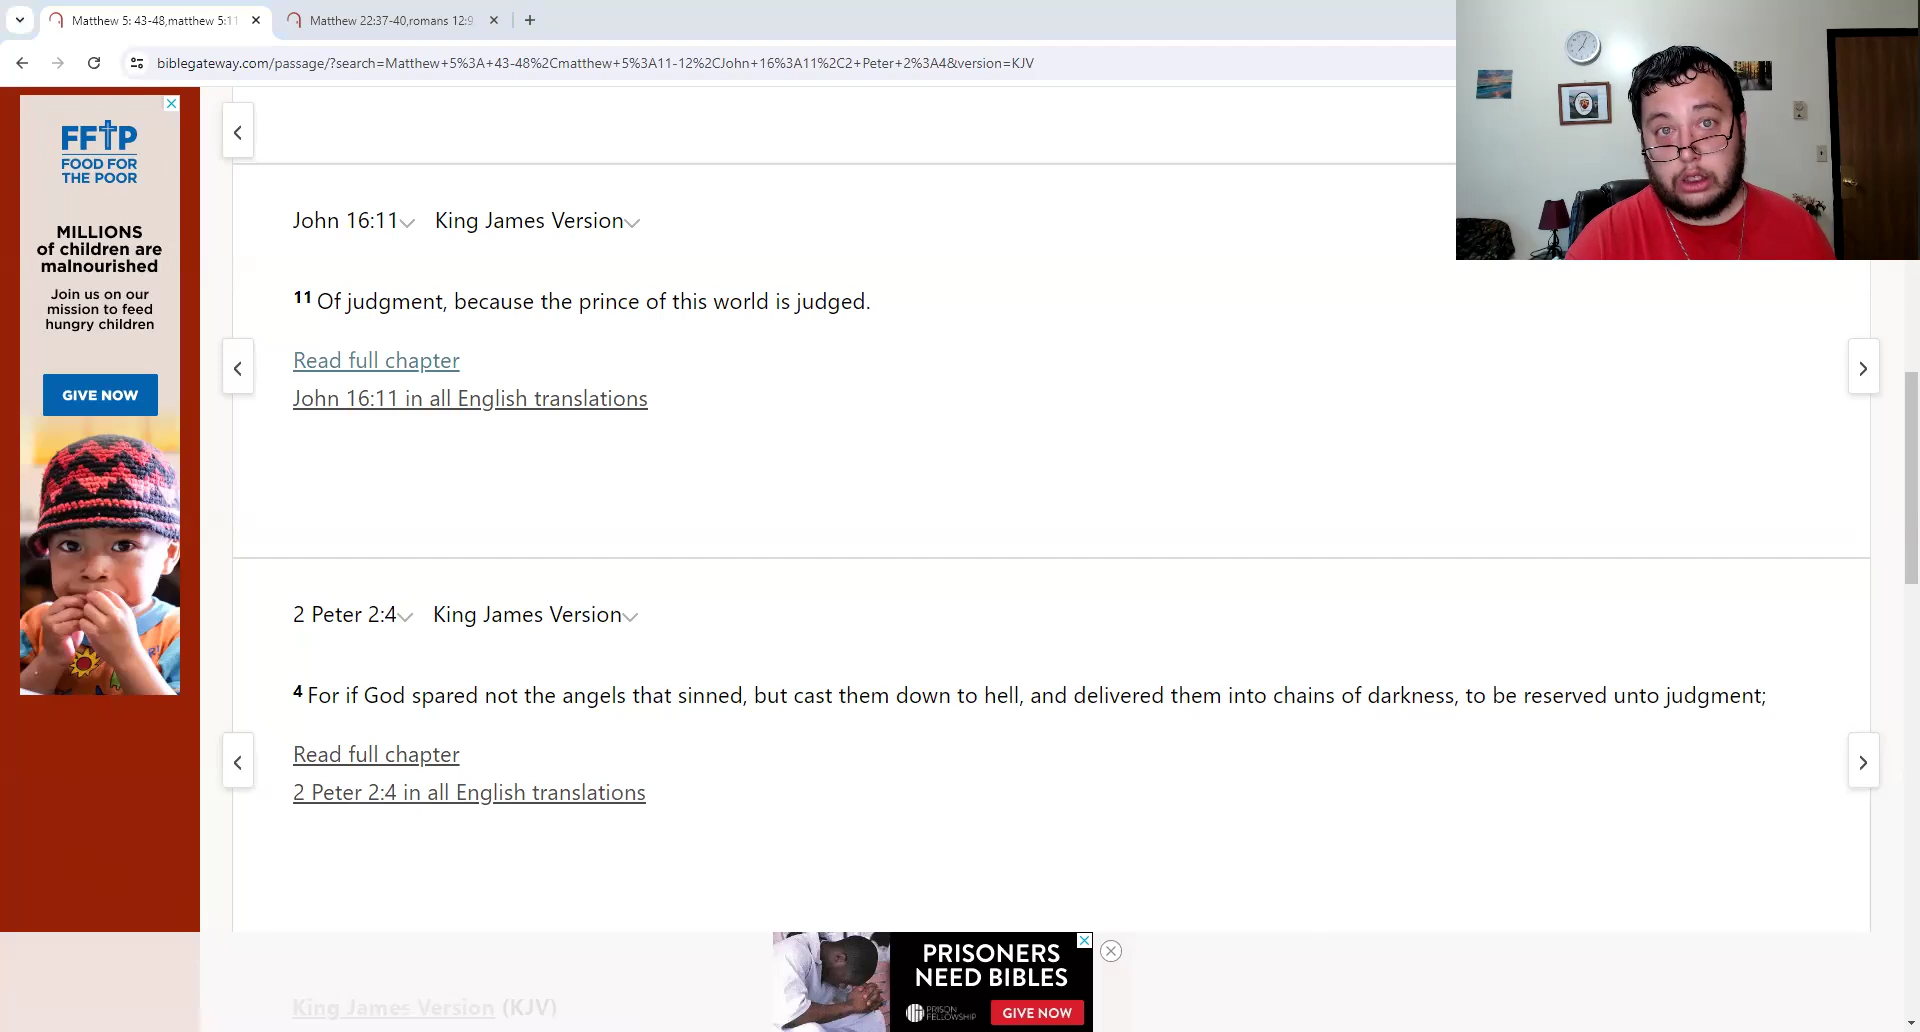 Matthew 5: 43-48,matthew 5:11
Matthew 22:37-40,romans 12:9
biblegateway.com/passage/?search=Matthew+5%3A+43-48%2Cmatthew+5%3A11-12%2CJohn+16%3A11%2C2+Peter+2%3A4&version=KJV
FFTP
FOOD FOR
THE POOR
MILLIONS
of children are
malnourished
Join us on our
mission to feed
hungry children
GIVE NOW
John 16:11 King James Version
11 Of judgment, because the prince of this world is judged.
Read full chapter
John 16:11 in all English translations
2 Peter 2:4 King James Version
4 For if God spared not the angels that sinned, but cast them down to hell, and delivered them into chains of darkness, to be reserved unto judgment;
Read full chapter
2 Peter 2:4 in all English translations
King James Version (KJV)
PRISONERS
NEED BIBLES
PRISON
FELLOWSHIP
GIVE NOW